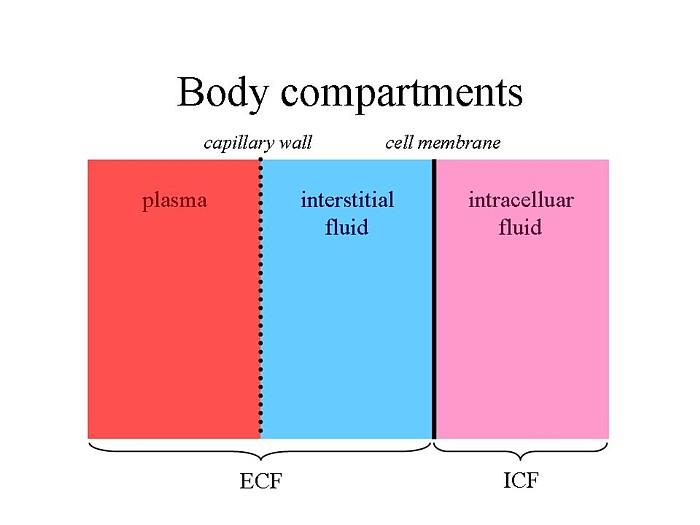 Body compartments
capillary wall
cell membrane
plasma
interstitial
fluid
intracelluar
fluid
ECF
ICF